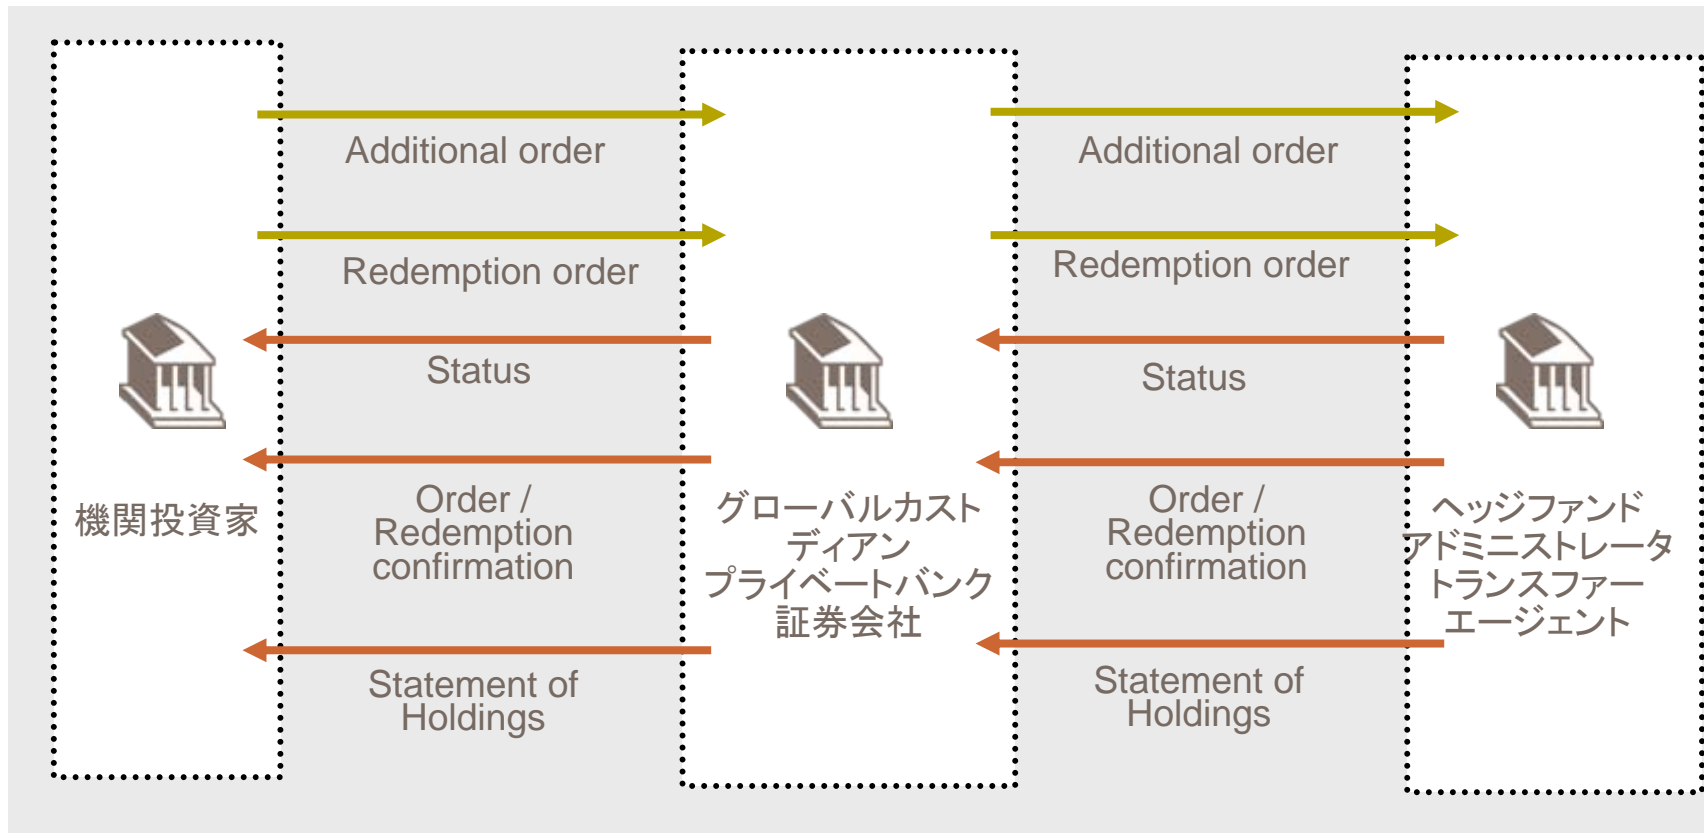 Additional order
Additional order
Redemption order
Redemption order
Status
Status
機関投資家
Order /
Redemption
confirmation
グローバルカスト
ディアン
プライベートバンク
証券会社
Order /
Redemption
confirmation
ヘッジファンド
アドミニストレータ
トランスファー
エージェント
Statement of
Holdings
Statement of
Holdings